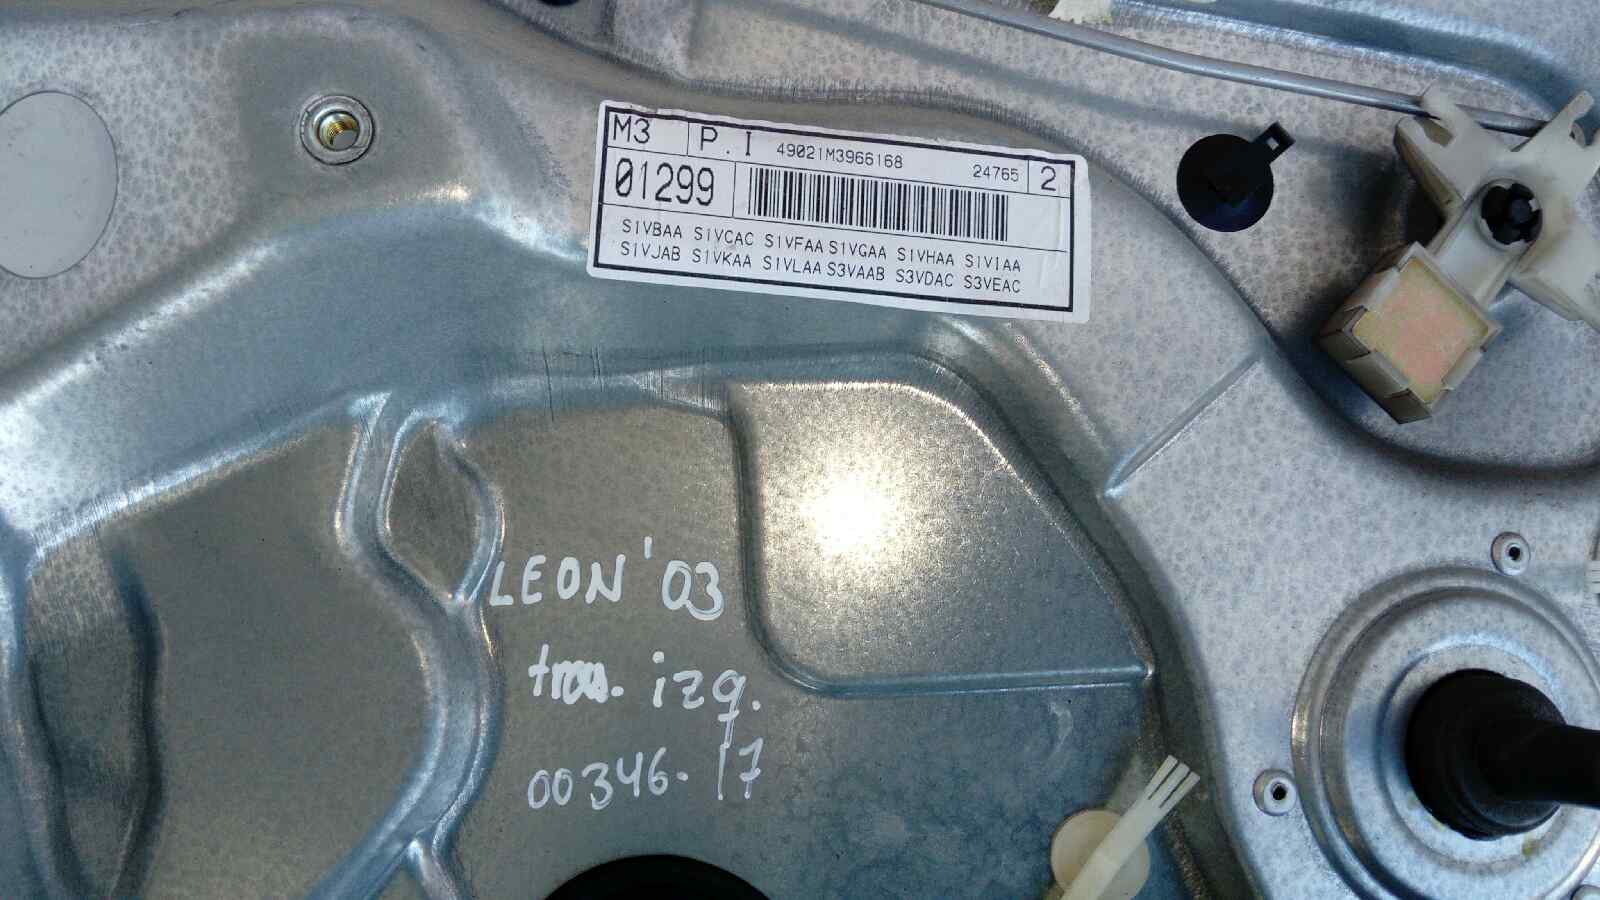 M3 P.I 49021M3966168 24765 2
01299
S1VBAA S1VCAC S1VFAA S1VGAA S1VHAA S1VIAA
S1VJAB S1VKAA S1VLAA S3VAAB S3VDAC S3VEAC
LEON '03
tras. izq.
00346.17